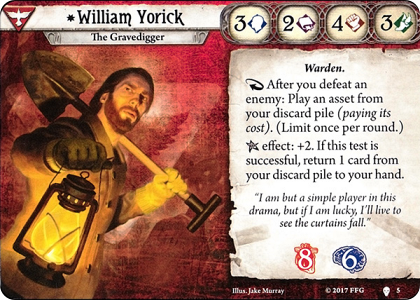 William Yorick
The Gravedigger
3 2 4 3
Warden.
After you defeat an
enemy: Play an asset from
your discard pile (paying its
cost). (Limit once per round.)
effect: +2. If this test is
successful, return 1 card from
your discard pile to your hand.
“I am but a simple player in this
drama, but if I am lucky, I’ll live to
see the curtains fall.”
8 6
Illus. Jake Murray © 2017 FFG 5